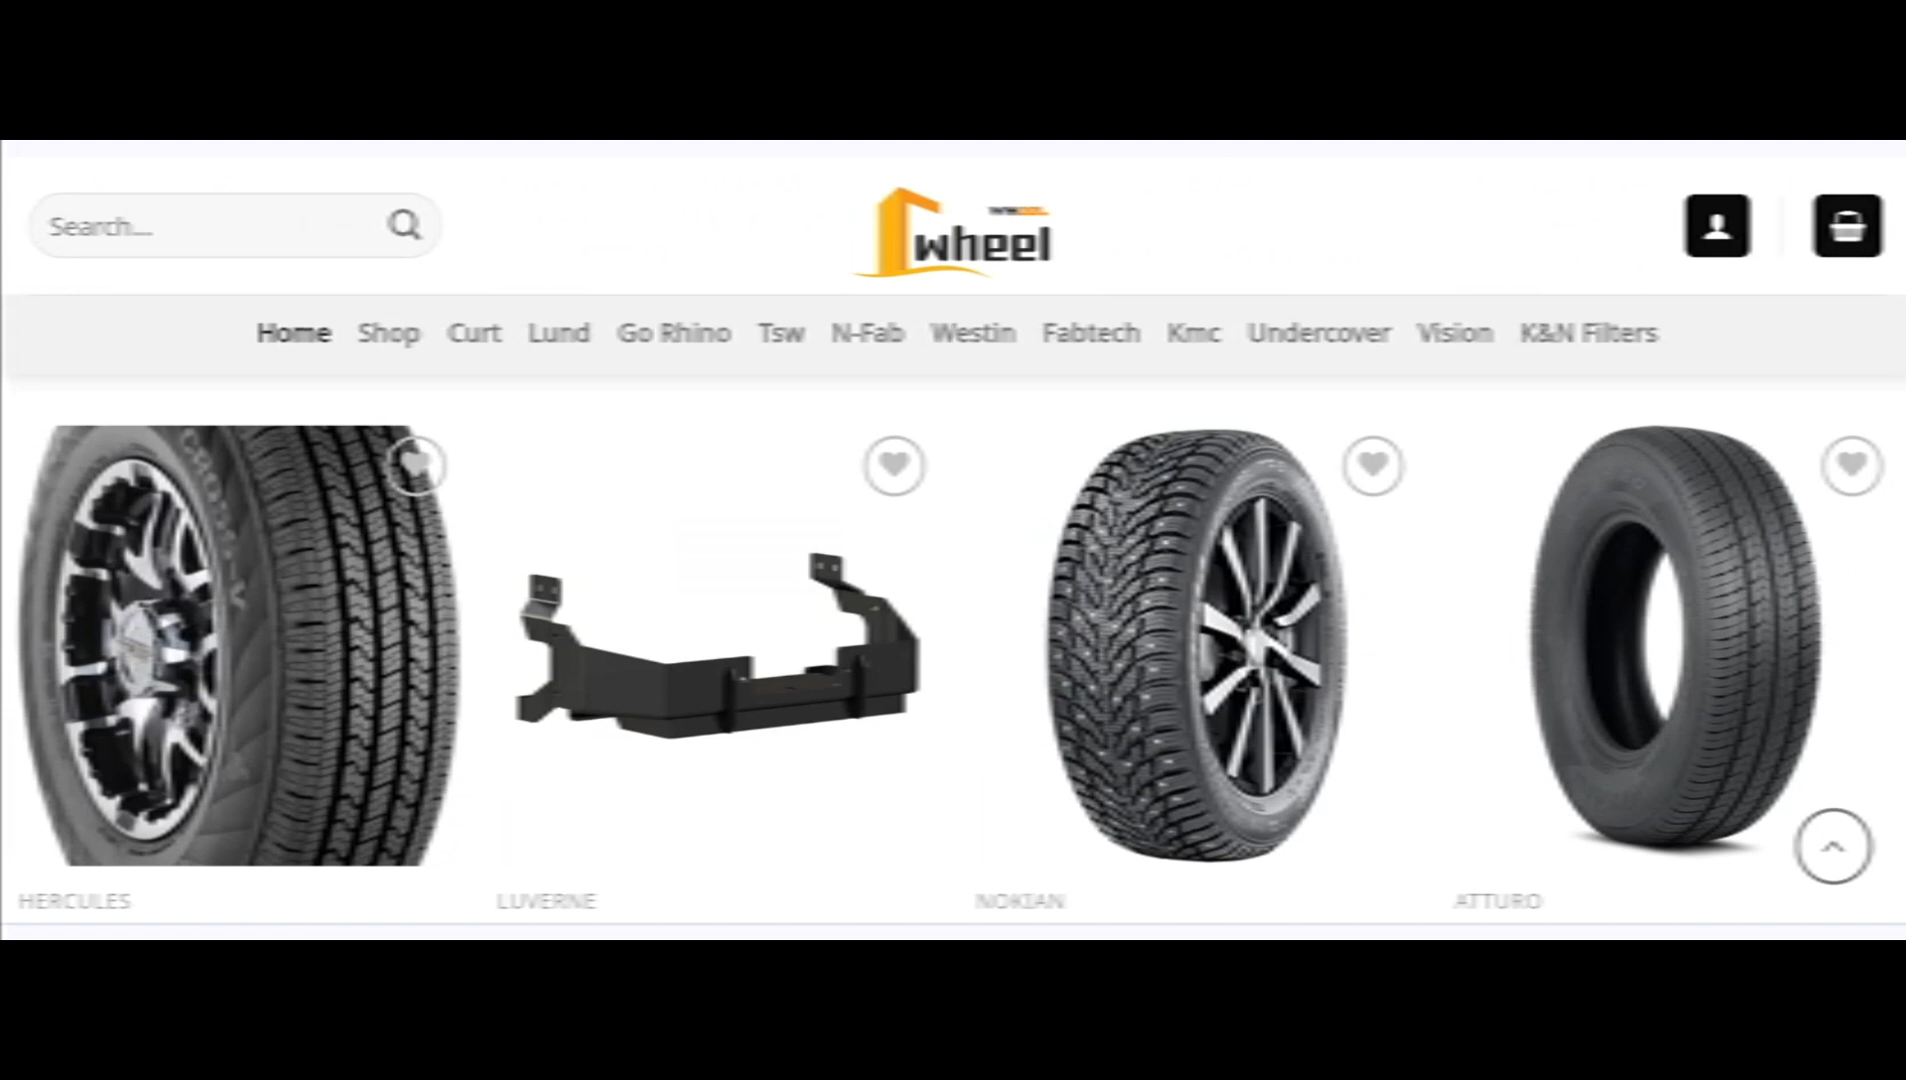 Search...
wheel
Home Shop Curt Lund Go Rhino Tsw N-Fab Westin Fabtech Kmc Undercover Vision K&N Filters
CROSS-V
HERCULES
LUVERNE
NOKIAN
ATTURO